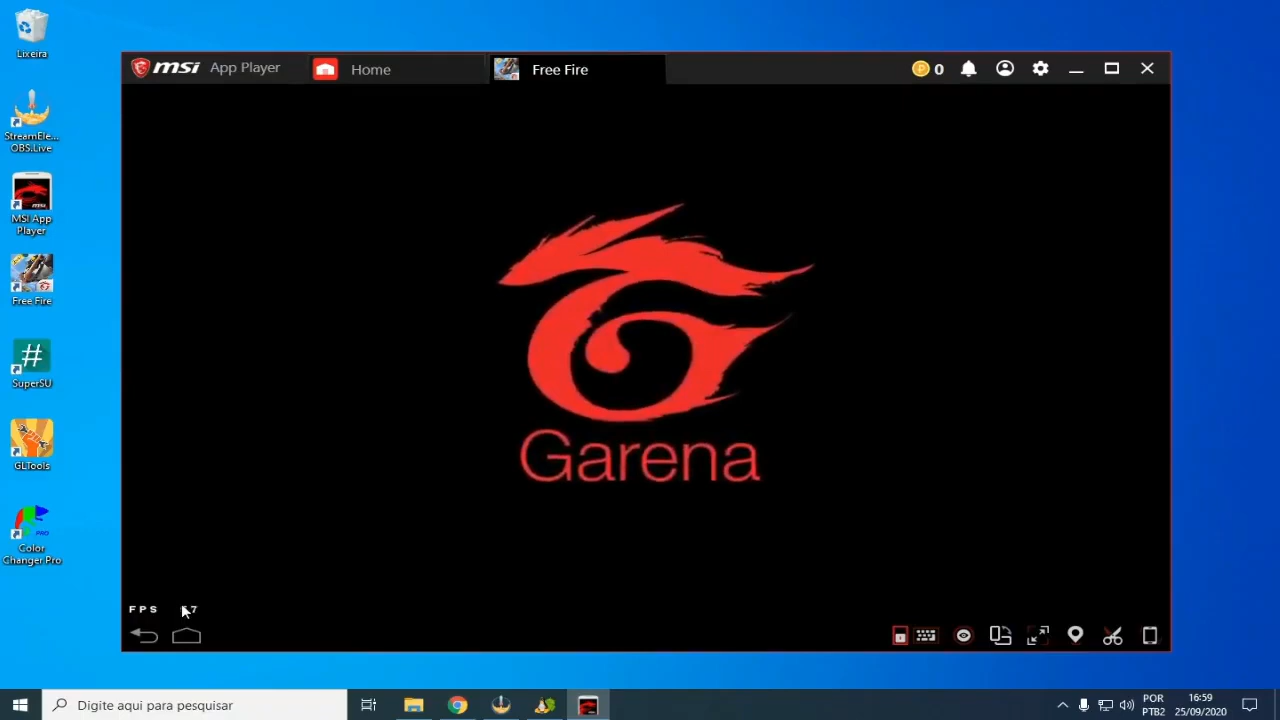 Lixeira
StreamEle...
OBS.Live
MSI App
Player
Free Fire
#
SuperSU
GLTools
PRO
Color
Changer Pro
msi App Player
Home
Free Fire
0
Garena
FPS
Digite aqui para pesquisar
POR
PTB2
16:59
25/09/2020